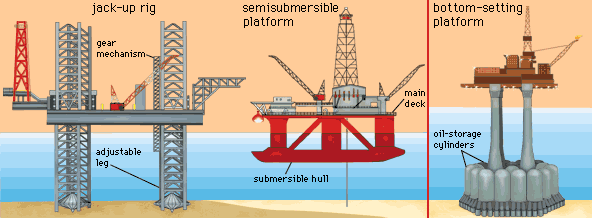 jack-up rig
gear
mechanism
adjustable
leg
semisubmersible
platform
main
deck
submersible hull
bottom-setting
platform
oil-storage
cylinders